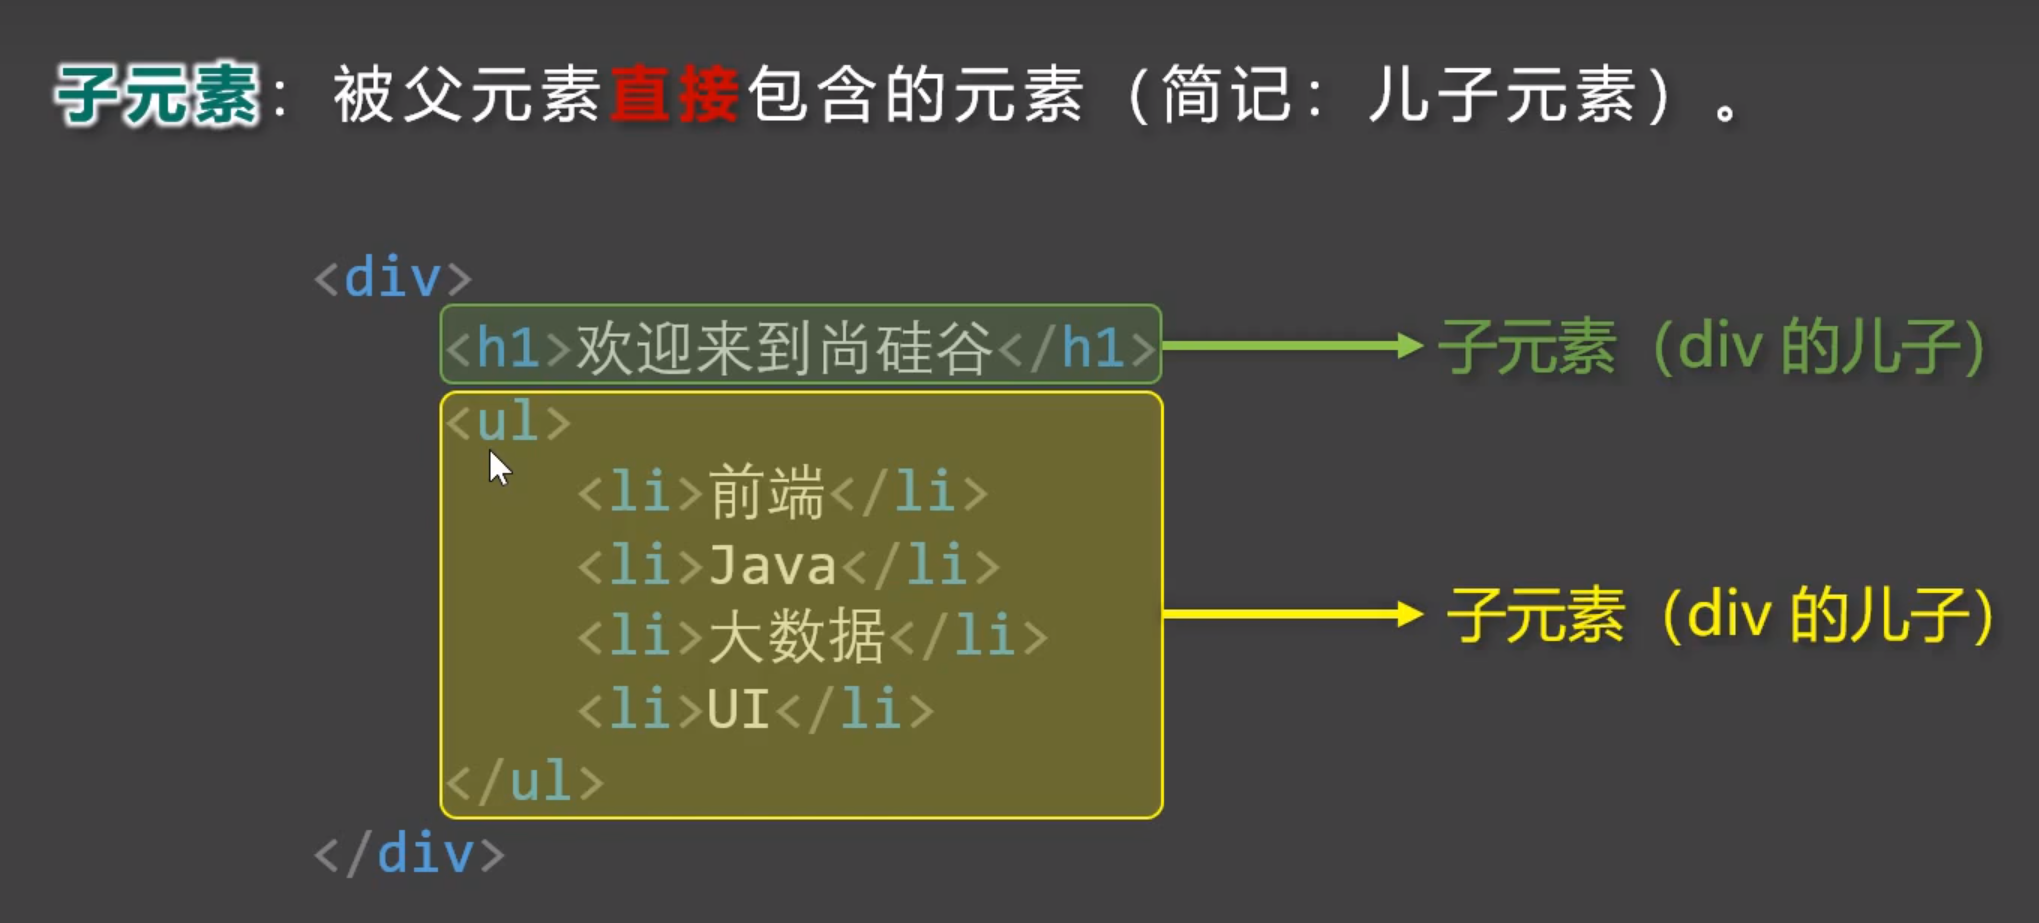 子元素：被父元素直接包含的元素（简记：儿子元素）。
<div>
<h1>欢迎来到尚硅谷</h1> 子元素（div 的儿子）
<ul>
<li>前端</li>
<li>Java</li>
<li>大数据</li>
<li>UI</li>
子元素（div 的儿子）
</ul>
</div>